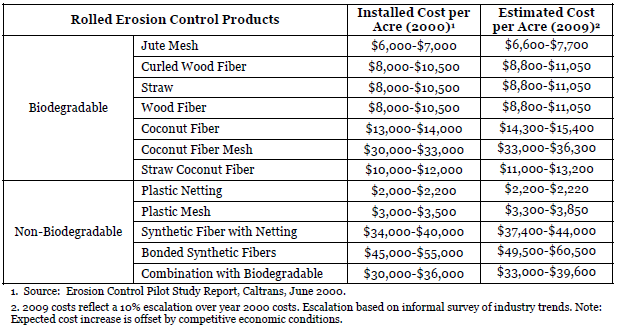 Rolled Erosion Control Products
Installed Cost per Acre (2000)¹
Estimated Cost per Acre (2009)²
Biodegradable
Jute Mesh $6,000-$7,000 $6,600-$7,700
Curled Wood Fiber $8,000-$10,500 $8,800-$11,050
Straw $8,000-$10,500 $8,800-$11,050
Wood Fiber $8,000-$10,500 $8,800-$11,050
Coconut Fiber $13,000-$14,000 $14,300-$15,400
Coconut Fiber Mesh $30,000-$33,000 $33,000-$36,300
Straw Coconut Fiber $10,000-$12,000 $11,000-$13,200
Non-Biodegradable
Plastic Netting $2,000-$2,200 $2,200-$2,220
Plastic Mesh $3,000-$3,500 $3,300-$3,850
Synthetic Fiber with Netting $34,000-$40,000 $37,400-$44,000
Bonded Synthetic Fibers $45,000-$55,000 $49,500-$60,500
Combination with Biodegradable $30,000-$36,000 $33,000-$39,600
1. Source: Erosion Control Pilot Study Report, Caltrans, June 2000.
2. 2009 costs reflect a 10% escalation over year 2000 costs. Escalation based on informal survey of industry trends. Note:
Expected cost increase is offset by competitive economic conditions.